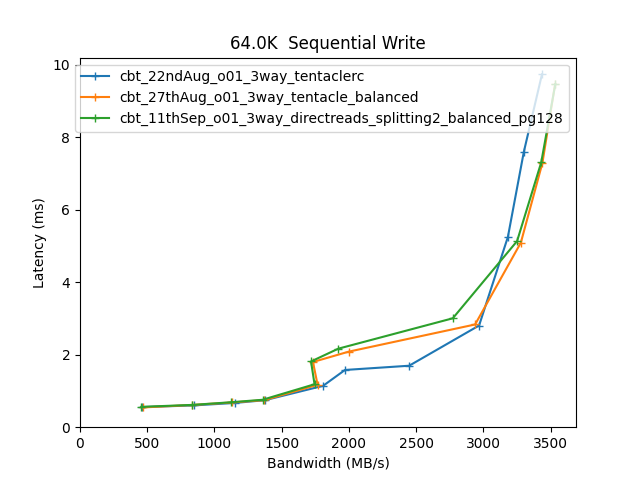 64.0K  Sequential Write
cbt_22ndAug_o01_3way_tentaclerc
cbt_27thAug_o01_3way_tentacle_balanced
cbt_11thSep_o01_3way_directreads_splitting2_balanced_pg128
10
8
6
4
2
0
Latency (ms)
0 500 1000 1500 2000 2500 3000 3500
Bandwidth (MB/s)